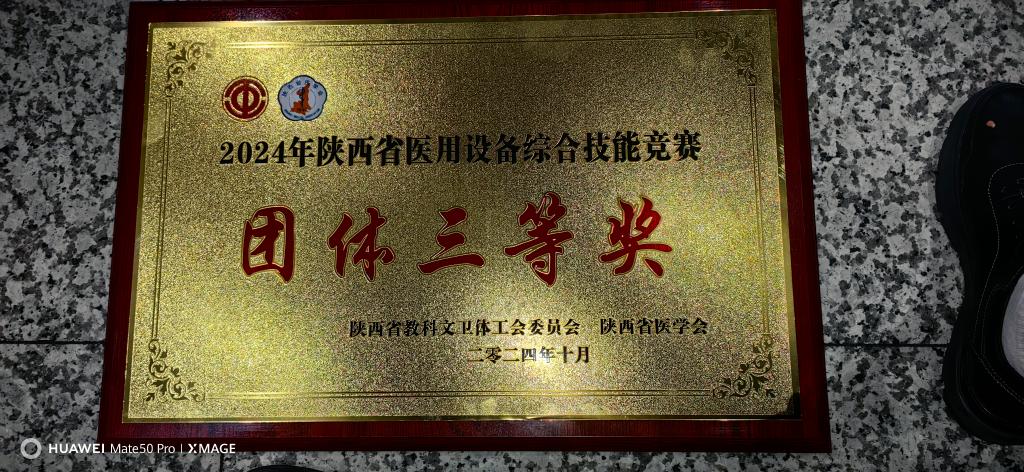 2024年陕西省医用设备综合技能竞赛
团体三等奖
陕西省教科文卫体工会委员会 陕西省医学会
二零二四年十月
HUAWEI Mate50 Pro | XMAGE